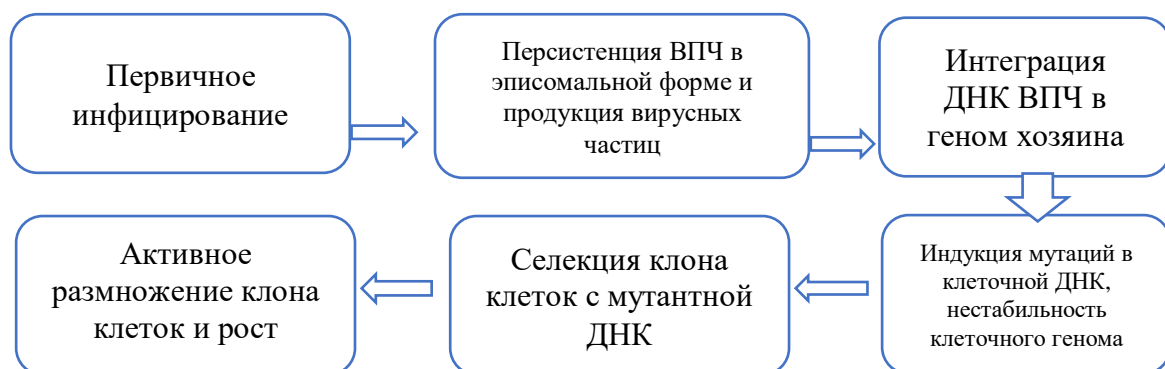 Первичное
инфицирование
Персистенция ВПЧ в
эписомальной форме и
продукция вирусных
частиц
Интеграция
ДНК ВПЧ в
геном хозяина
Индукция мутаций в
клеточной ДНК,
нестабильность
клеточного генома
Селекция клона
клеток с мутантной
ДНК
Активное
размножение клона
клеток и рост